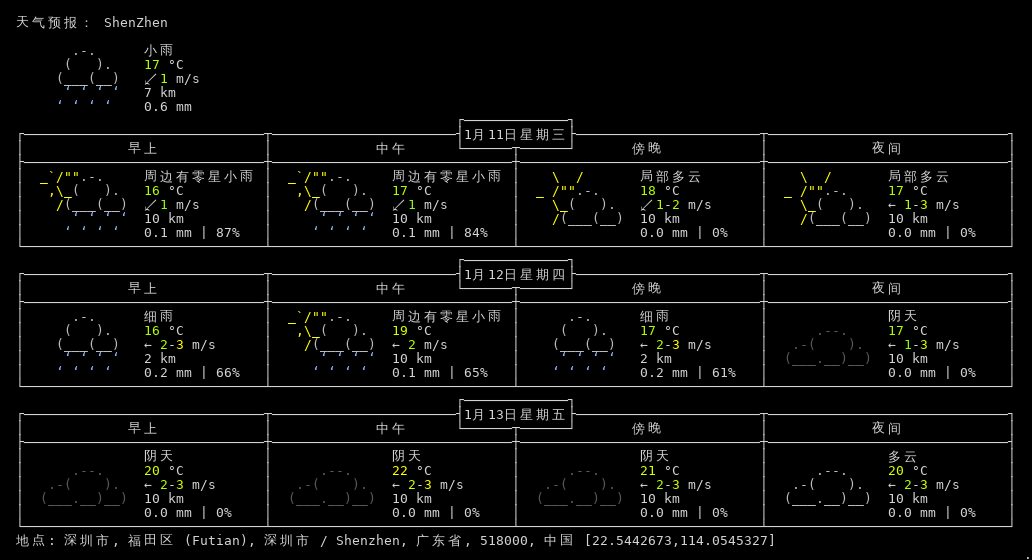 天气预报： ShenZhen
小雨
17 °C
↙1 m/s
7 km
0.6 mm
1月11日星期三
早上 中午 傍晚 夜间
周边有零星小雨 周边有零星小雨 局部多云 局部多云
16 °C 17 °C 18 °C 17 °C
↙1 m/s ↙1 m/s ↙1-2 m/s ← 1-3 m/s
10 km 10 km 10 km 10 km
0.1 mm | 87% 0.1 mm | 84% 0.0 mm | 0% 0.0 mm | 0%
1月12日星期四
早上 中午 傍晚 夜间
细雨 周边有零星小雨 细雨 阴天
16 °C 19 °C 17 °C 17 °C
← 2-3 m/s ← 2 m/s ← 2-3 m/s ← 1-3 m/s
2 km 10 km 2 km 10 km
0.2 mm | 66% 0.1 mm | 65% 0.2 mm | 61% 0.0 mm | 0%
1月13日星期五
早上 中午 傍晚 夜间
阴天 阴天 阴天 多云
20 °C 22 °C 21 °C 20 °C
← 2-3 m/s ← 2-3 m/s ← 2-3 m/s ← 2-3 m/s
10 km 10 km 10 km 10 km
0.0 mm | 0% 0.0 mm | 0% 0.0 mm | 0% 0.0 mm | 0%
地点: 深圳市, 福田区 (Futian), 深圳市 / Shenzhen, 广东省, 518000, 中国 [22.5442673,114.0545327]